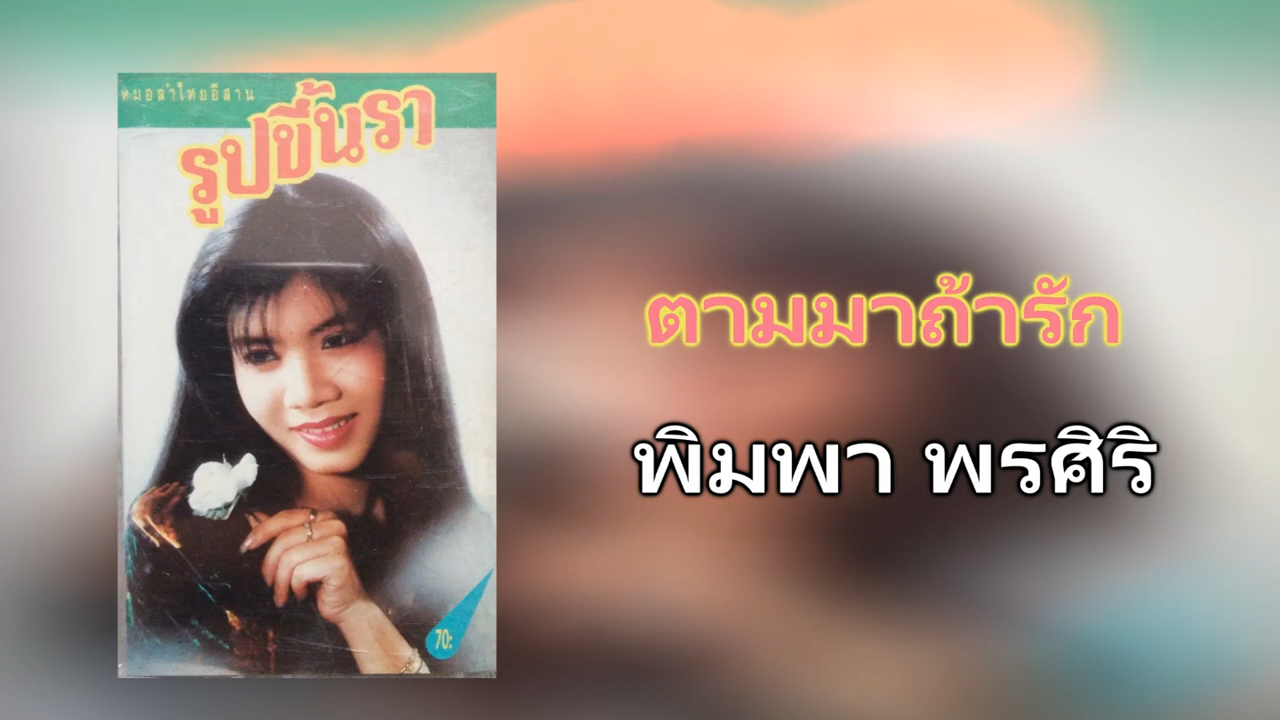 หมอลำไทยอีสาน
รูปขึ้นรา
70:
ตามมาถ้ารัก
พิมพา พรศิริ